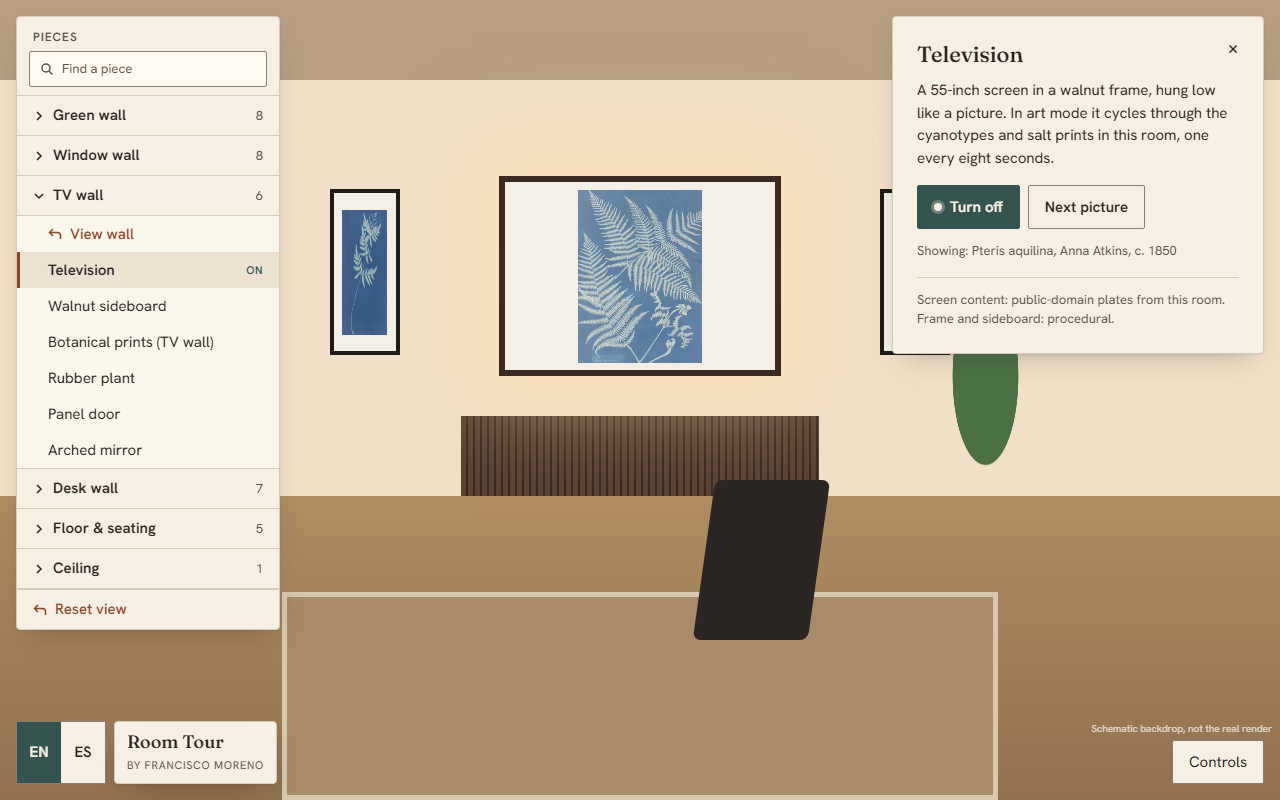 PIECES
Find a piece
Green wall 8
Window wall 8
TV wall 6
View wall
Television ON
Walnut sideboard
Botanical prints (TV wall)
Rubber plant
Panel door
Arched mirror
Desk wall 7
Floor & seating 5
Ceiling 1
Reset view
EN ES
Room Tour
BY FRANCISCO MORENO
Television
A 55-inch screen in a walnut frame, hung low
like a picture. In art mode it cycles through the
cyanotypes and salt prints in this room, one
every eight seconds.
Turn off
Next picture
Showing: Pteris aquilina, Anna Atkins, c. 1850
Screen content: public-domain plates from this room.
Frame and sideboard: procedural.
Schematic backdrop, not the real render
Controls